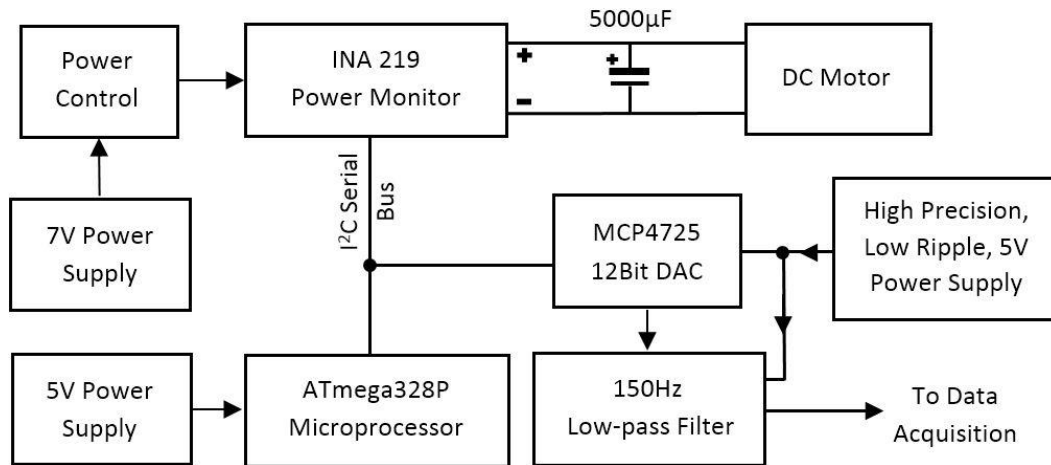 5000µF
Power
Control
INA 219
Power Monitor
+
-
+
DC Motor
I²C Serial
Bus
7V Power
Supply
MCP4725
12Bit DAC
High Precision,
Low Ripple, 5V
Power Supply
5V Power
Supply
ATmega328P
Microprocessor
150Hz
Low-pass Filter
To Data
Acquisition